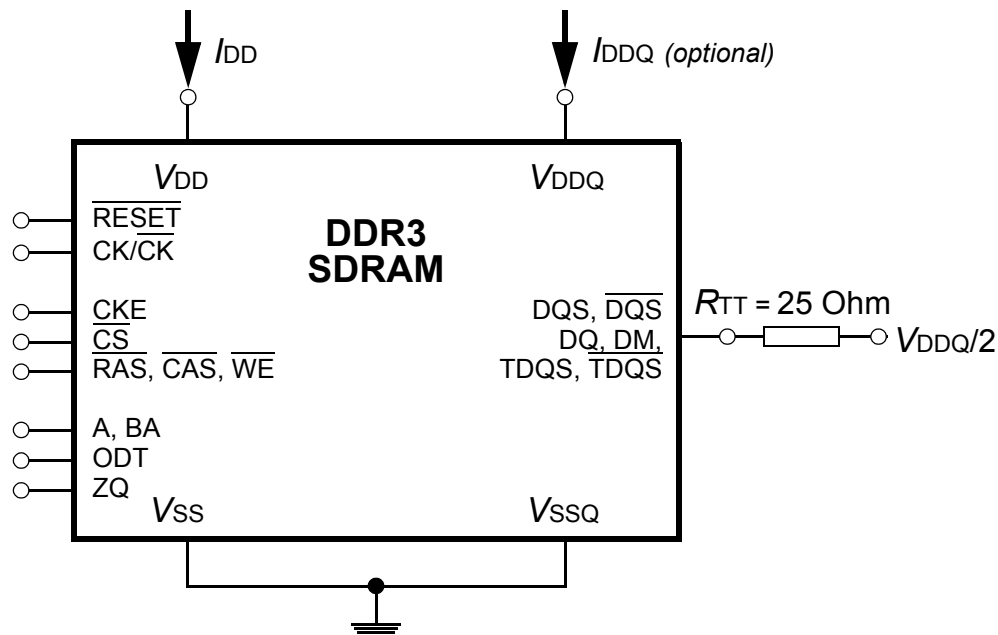 IDD
IDDQ (optional)
VDD
VDDQ
RESET
CK/CK
DDR3
SDRAM
CKE
CS
RAS, CAS, WE
DQS, DQS
DQ, DM,
TDQS, TDQS
RTT = 25 Ohm
VDDQ/2
A, BA
ODT
ZQ
VSS
VSSQ